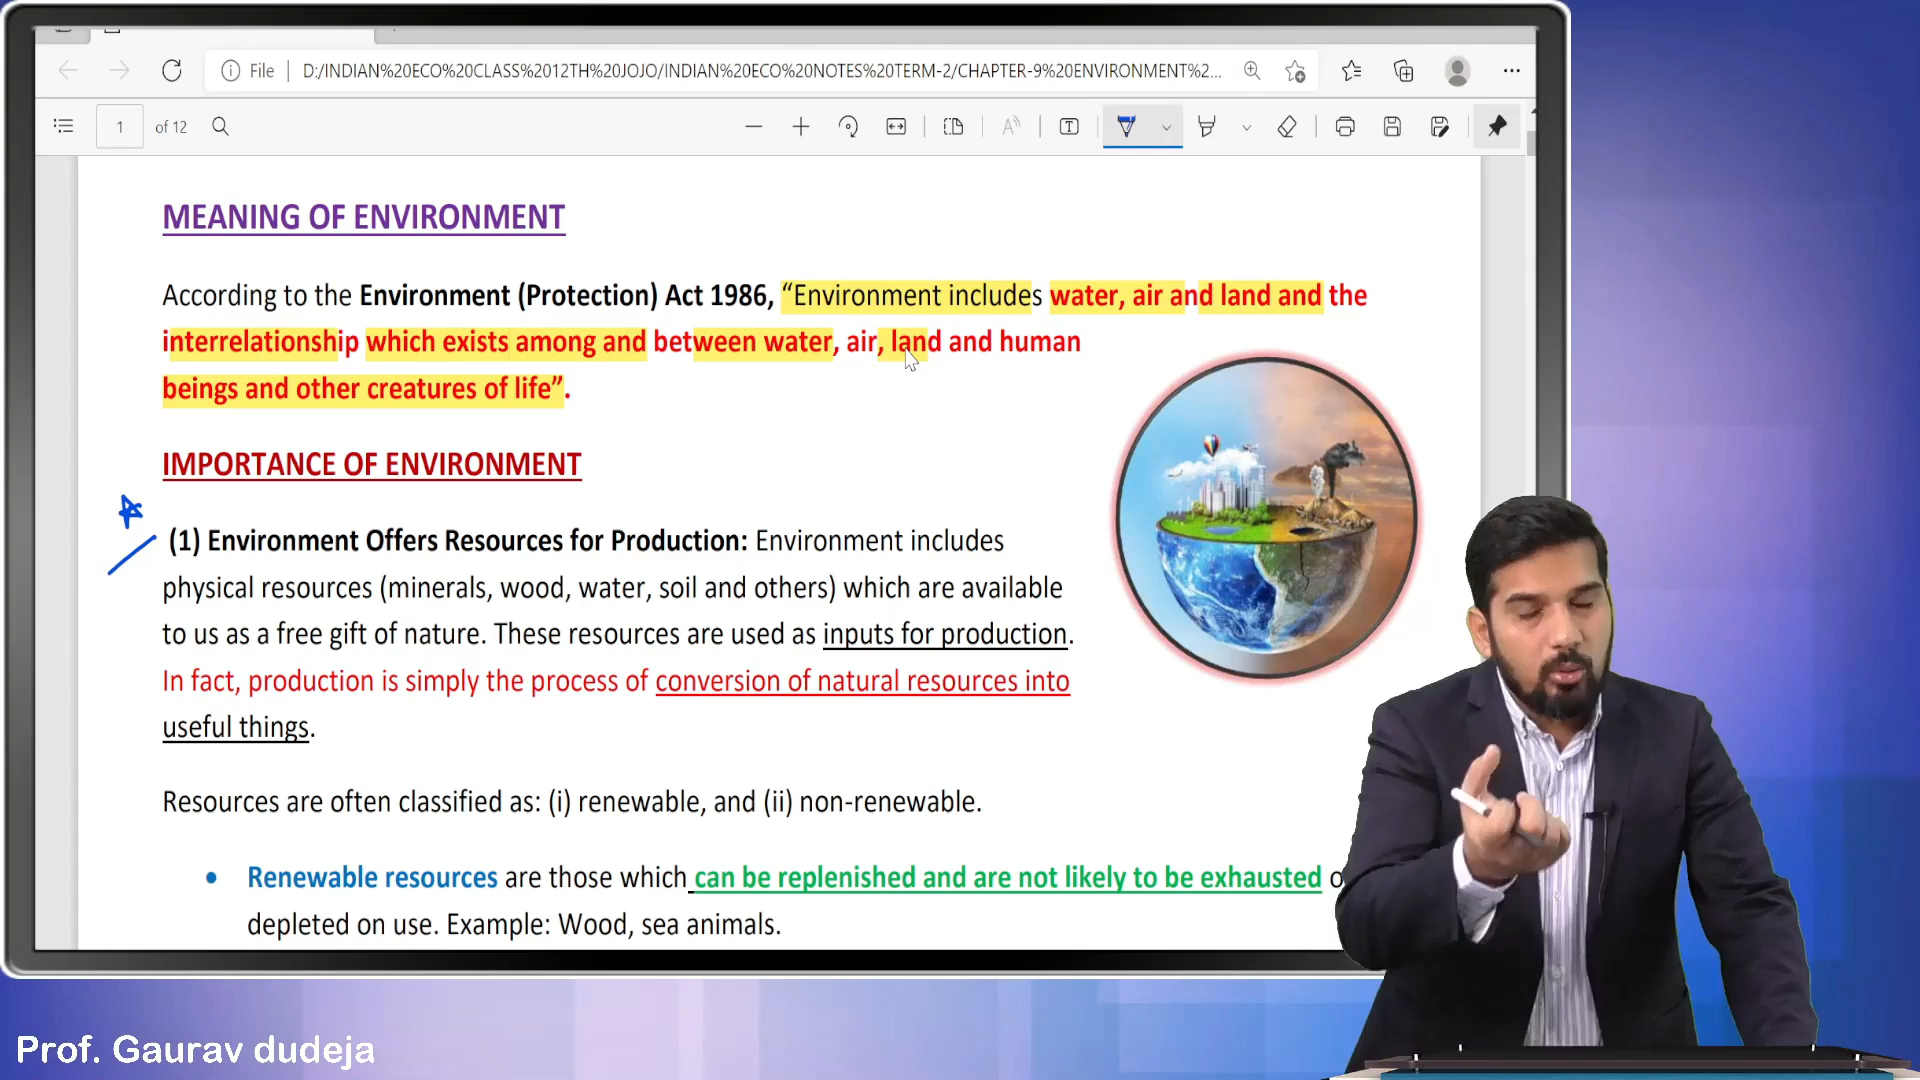 File
D:/INDIAN%20ECO%20CLASS%2012TH%20JOJO/INDIAN%20ECO%20NOTES%20TERM-2/CHAPTER-9%20ENVIRONMENT%2...
1 of 12
MEANING OF ENVIRONMENT
According to the Environment (Protection) Act 1986, “Environment includes water, air and land and the
interrelationship which exists among and between water, air, land and human
beings and other creatures of life”.
IMPORTANCE OF ENVIRONMENT
(1) Environment Offers Resources for Production: Environment includes
physical resources (minerals, wood, water, soil and others) which are available
to us as a free gift of nature. These resources are used as inputs for production.
In fact, production is simply the process of conversion of natural resources into
useful things.
Resources are often classified as: (i) renewable, and (ii) non-renewable.
• Renewable resources are those which can be replenished and are not likely to be exhausted
depleted on use. Example: Wood, sea animals.
Prof. Gaurav dudeja